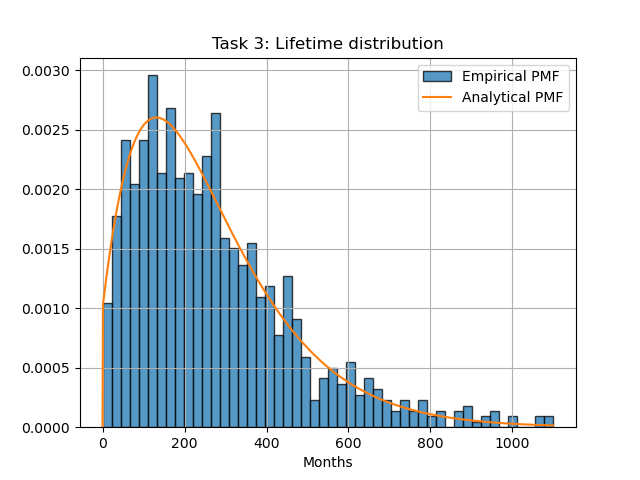 Task 3: Lifetime distribution
Empirical PMF
Analytical PMF
0.0030
0.0025
0.0020
0.0015
0.0010
0.0005
0.0000
0 200 400 600 800 1000
Months